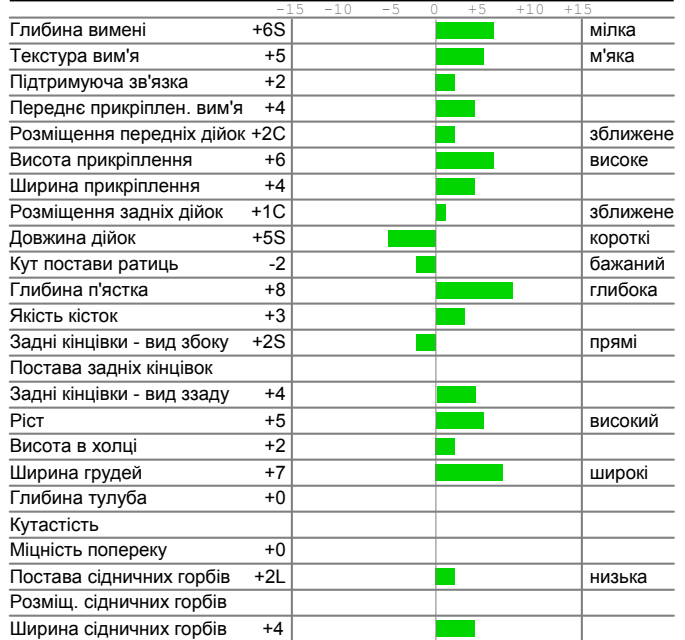 -15 -10 -5 0 +5 +10 +15
Глибина вимені +6S мілка
Текстура вим'я +5 м'яка
Підтримуюча зв'язка +2
Переднє прикріплен. вим'я +4
Розміщення передніх дійок +2C зближене
Висота прикріплення +6 високе
Ширина прикріплення +4
Розміщення задніх дійок +1C зближене
Довжина дійок +5S короткі
Кут постави ратиць -2 бажаний
Глибина п'ястка +8 глибока
Якість кісток +3
Задні кінцівки - вид збоку +2S прямі
Постава задніх кінцівок
Задні кінцівки - вид ззаду +4
Ріст +5 високий
Висота в холці +2
Ширина грудей +7 широкі
Глибина тулуба +0
Кутастість
Міцність попереку +0
Постава сідничних горбів +2L низька
Розміщ. сідничних горбів
Ширина сідничних горбів +4